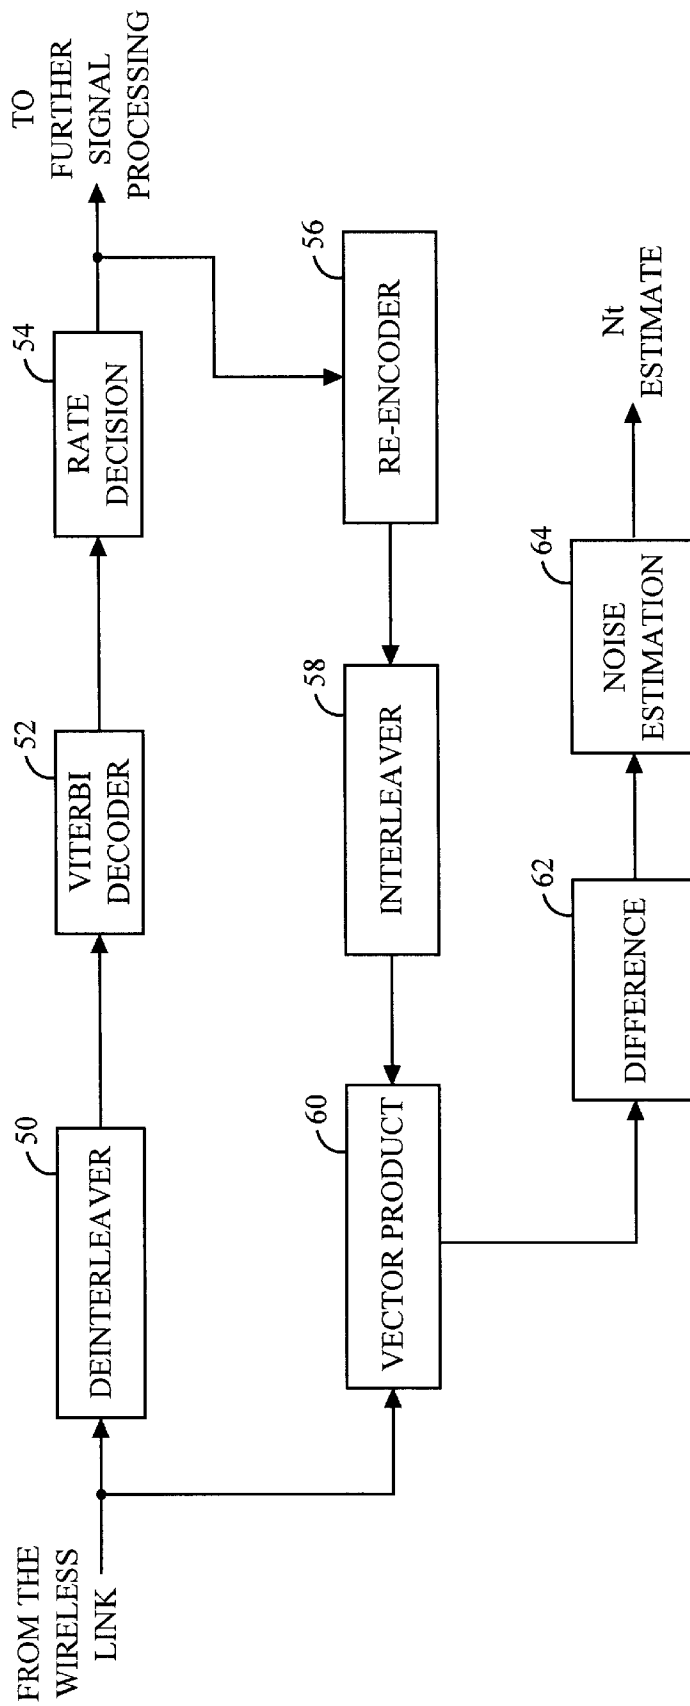 FROM THE
WIRELESS
LINK
50
DEINTERLEAVER
52
VITERBI
DECODER
54
RATE
DECISION
TO
FURTHER
SIGNAL
PROCESSING
60
VECTOR PRODUCT
58
INTERLEAVER
56
RE-ENCODER
62
DIFFERENCE
64
NOISE
ESTIMATION
Nt
ESTIMATE